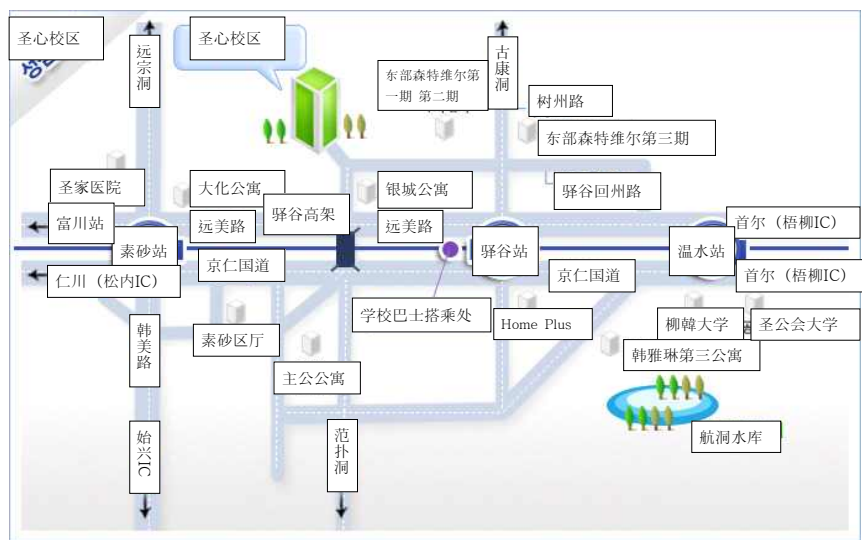 圣心校区
圣心校区
远宗洞
古康洞
东部森特维尔第
一期 第二期
树州路
东部森特维尔第三期
圣家医院
大化公寓
银城公寓
驿谷回州路
富川站
远美路
驿谷高架
远美路
首尔（梧柳IC）
素砂站
驿谷站
温水站
仁川（松内IC）
京仁国道
京仁国道
首尔（梧柳IC）
韩美路
素砂区厅
学校巴士搭乘处
Home Plus
柳韓大学
圣公会大学
主公公寓
韩雅琳第三公寓
始兴IC
范扑洞
航洞水库